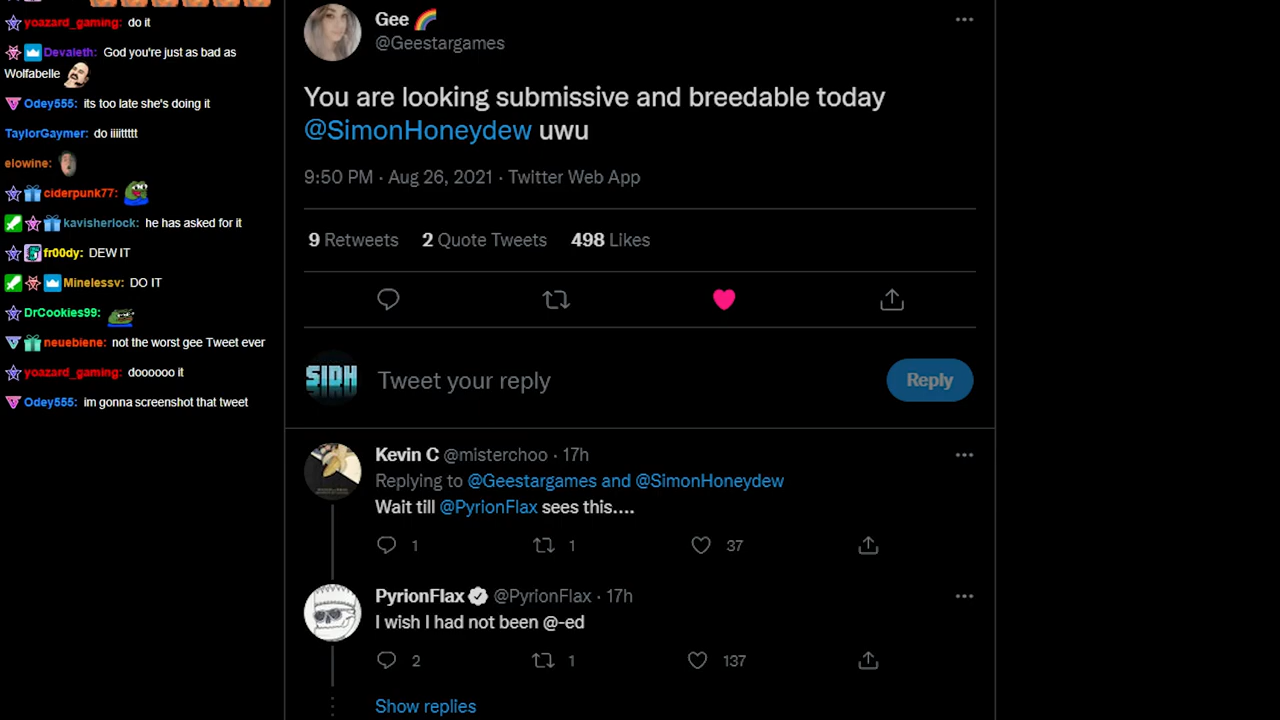 yoazard_gaming: do it
Devaleth: God you're just as bad as
Wolfabelle
Odey555: its too late she's doing it
TaylorGaymer: do iiiittttt
elowine:
ciderpunk77:
kavisherlock: he has asked for it
fr00dy: DEW IT
Minelessv: DO IT
DrCookies99:
neuebiene: not the worst gee Tweet ever
yoazard_gaming: doooooo it
Odey555: im gonna screenshot that tweet
Gee 🌈
@Geestargames
You are looking submissive and breedable today
@SimonHoneydew uwu
9:50 PM · Aug 26, 2021 · Twitter Web App
9 Retweets 2 Quote Tweets 498 Likes
SIDH
Tweet your reply
Reply
Kevin C @misterchoo · 17h
Replying to @Geestargames and @SimonHoneydew
Wait till @PyrionFlax sees this....
1 1 37
PyrionFlax @PyrionFlax · 17h
I wish I had not been @-ed
2 1 137
Show replies